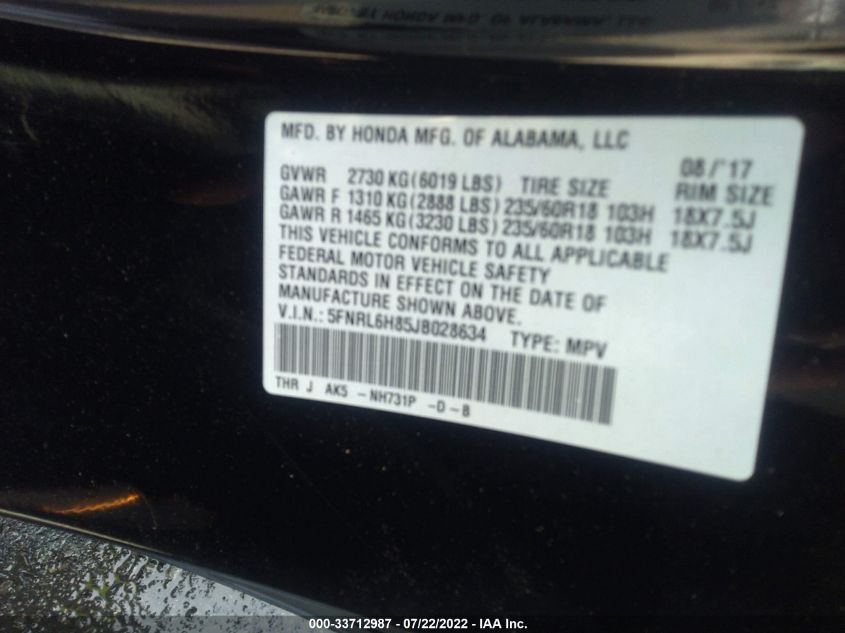 MFD. BY HONDA MFG. OF ALABAMA, LLC 08/'17
GVWR 2730 KG(6019 LBS) TIRE SIZE RIM SIZE
GAWR F 1310 KG(2888 LBS) 235/60R18 103H 18X7.5J
GAWR R 1465 KG(3230 LBS) 235/60R18 103H 18X7.5J
THIS VEHICLE CONFORMS TO ALL APPLICABLE
FEDERAL MOTOR VEHICLE SAFETY
STANDARDS IN EFFECT ON THE DATE OF
MANUFACTURE SHOWN ABOVE.
V.I.N.: 5FNRL6H85JB028634 TYPE: MPV
THR J AK5 -NH731P -D-B
000-33712987 - 07/22/2022 - IAA Inc.